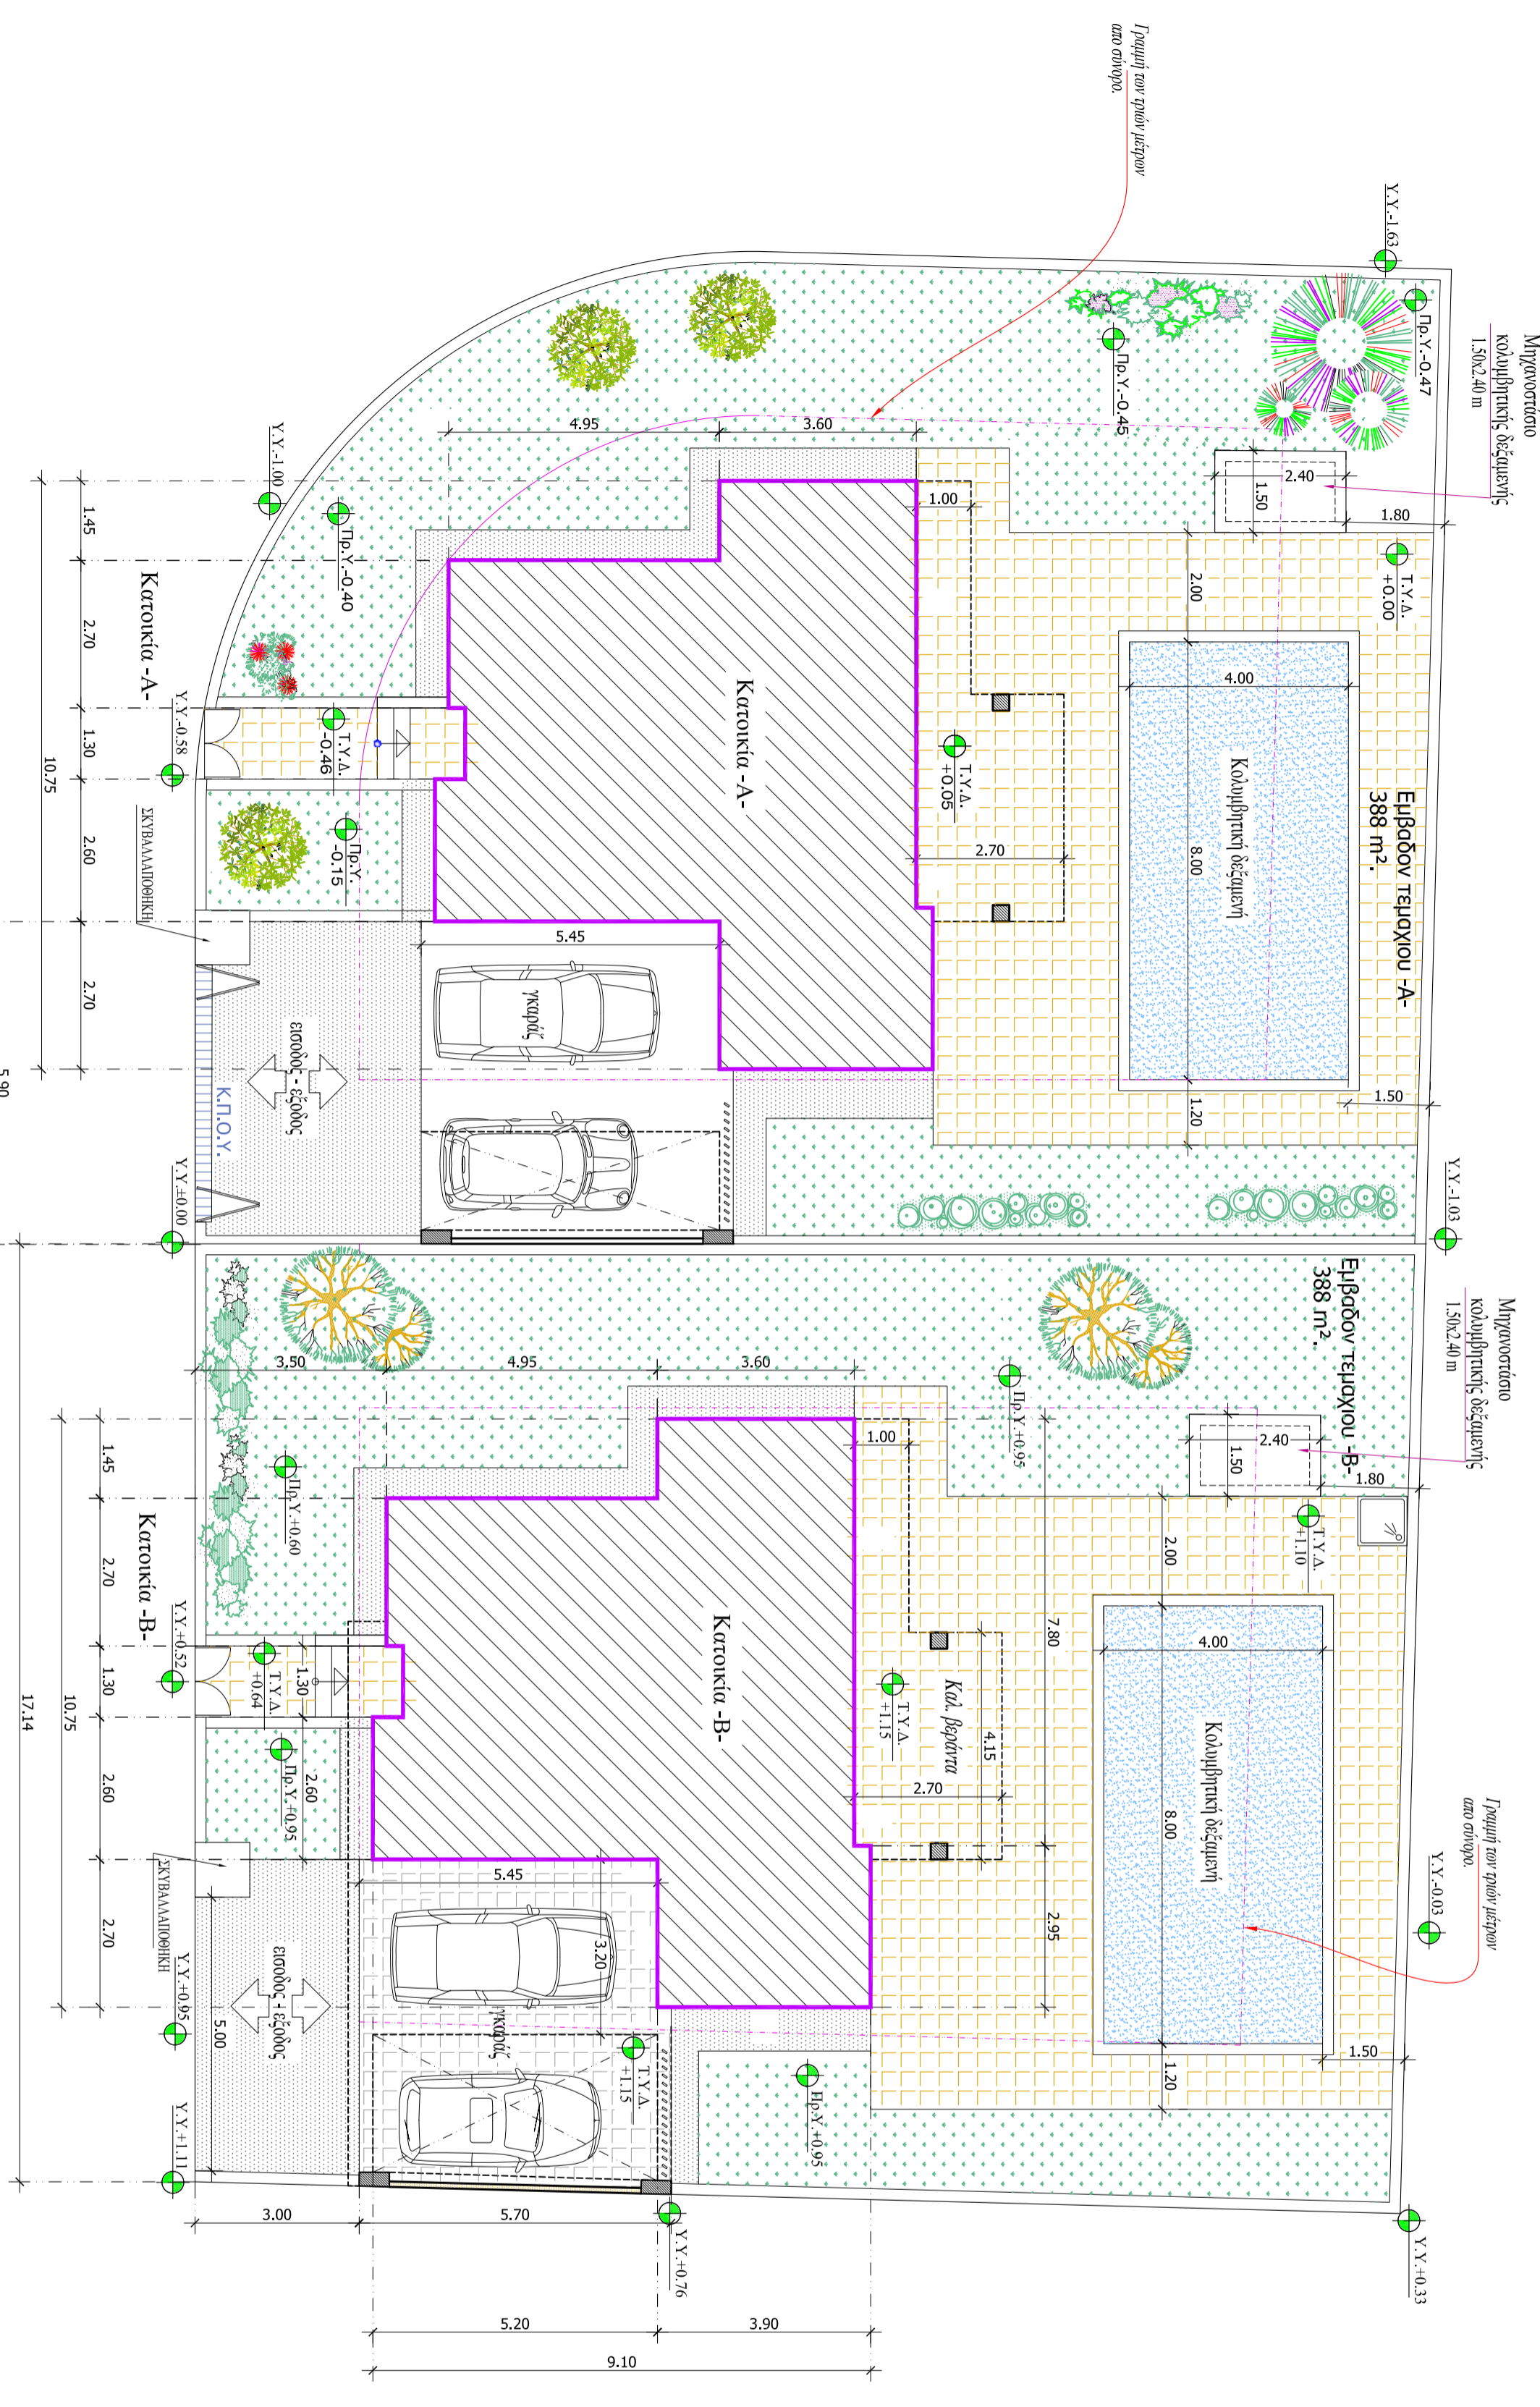 Γραμμή των τριών μέτρων
απο σύνορο.
Υ.Υ.-1.63
Μηχανοστάσιο
κολυμβητικής δεξαμενής
1.50x2.40 m
Πρ.Υ.-0.47
Πρ.Υ.-0.45
2.40
1.50
1.80
4.95
3.60
1.00
Τ.Υ.Δ.
+0.00
2.00
Υ.Υ.-1.00
Πρ.Υ.-0.40
1.45
2.70
1.30
2.60
2.70
10.75
Κατοικία -Α-
Υ.Υ.-0.58
Τ.Υ.Δ.
-0.46
Κατοικία -Α-
Τ.Υ.Δ.
+0.05
4.00
Κολυμβητική δεξαμενή
8.00
Εμβαδον τεμαχιου -Α-
388 m².
2.70
Πρ.Υ.
-0.15
ΣΚΥΒΑΛΛΑΠΟΘΗΚΗ
5.45
γκαράζ
εισοδος - εξοδος
Κ.Π.Ο.Υ.
5.90
1.50
1.20
Υ.Υ.±0.00
Υ.Υ.-1.03
Μηχανοστάσιο
κολυμβητικής δεξαμενής
1.50x2.40 m
Εμβαδον τεμαχιου -Β-
388 m².
3.50
4.95
3.60
Πρ.Υ.+0.95
1.00
2.40
1.50
1.80
Πρ.Υ.+0.60
Τ.Υ.Δ.
+1.10
2.00
1.45
2.70
1.30
2.60
2.70
10.75
17.14
Κατοικία -Β-
Υ.Υ.+0.52
Τ.Υ.Δ.
+0.64
1.30
Κατοικία -Β-
Τ.Υ.Δ.
+1.15
Καλ. βεράντα
4.15
7.80
4.00
Κολυμβητική δεξαμενή
8.00
2.70
2.60
Πρ.Υ.+0.95
ΣΚΥΒΑΛΛΑΠΟΘΗΚΗ
5.45
2.95
Γραμμή των τριών μέτρων
απο σύνορο.
Υ.Υ.-0.03
3.20
γκαράζ
εισοδος - εξοδος
5.00
Υ.Υ.+0.95
Τ.Υ.Δ.
+1.15
Πρ.Υ.+0.95
1.50
1.20
Υ.Υ.+1.11
3.00
5.70
Υ.Υ.+0.76
Υ.Υ.+0.33
5.20
3.90
9.10